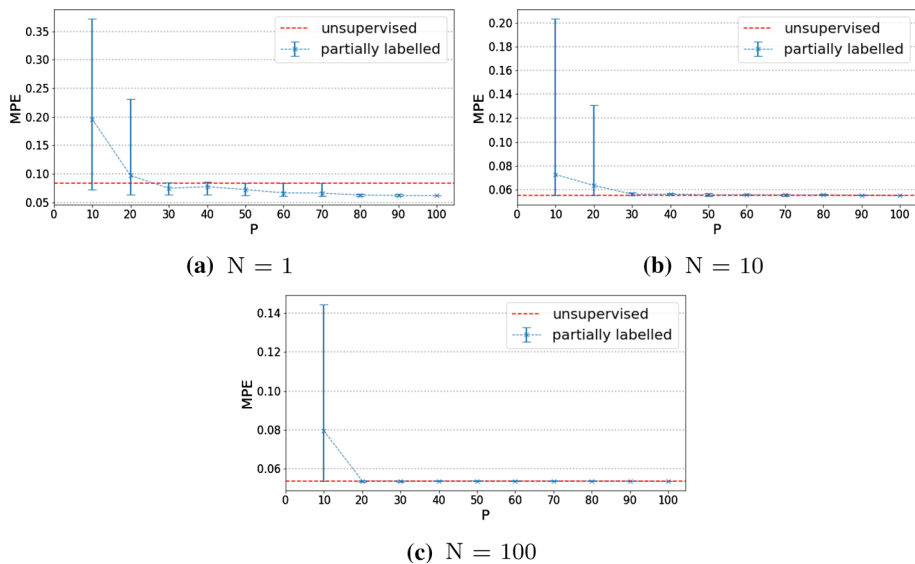 unsupervised
partially labelled
MPE
0.35
0.30
0.25
0.20
0.15
0.10
0.05
0 10 20 30 40 50 60 70 80 90 100
P
(a) N = 1
unsupervised
partially labelled
MPE
0.20
0.18
0.16
0.14
0.12
0.10
0.08
0.06
0 10 20 30 40 50 60 70 80 90 100
P
(b) N = 10
unsupervised
partially labelled
MPE
0.14
0.12
0.10
0.08
0.06
0 10 20 30 40 50 60 70 80 90 100
P
(c) N = 100